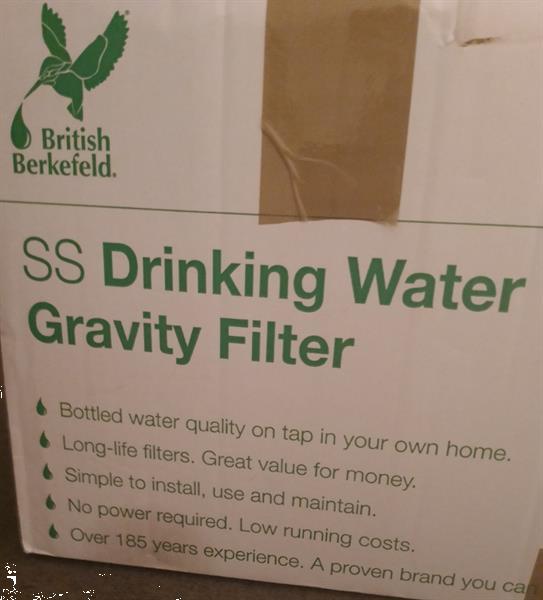 British
Berkefeld.
SS Drinking Water
Gravity Filter
Bottled water quality on tap in your own home.
Long-life filters. Great value for money.
Simple to install, use and maintain.
No power required. Low running costs.
Over 185 years experience. A proven brand you can